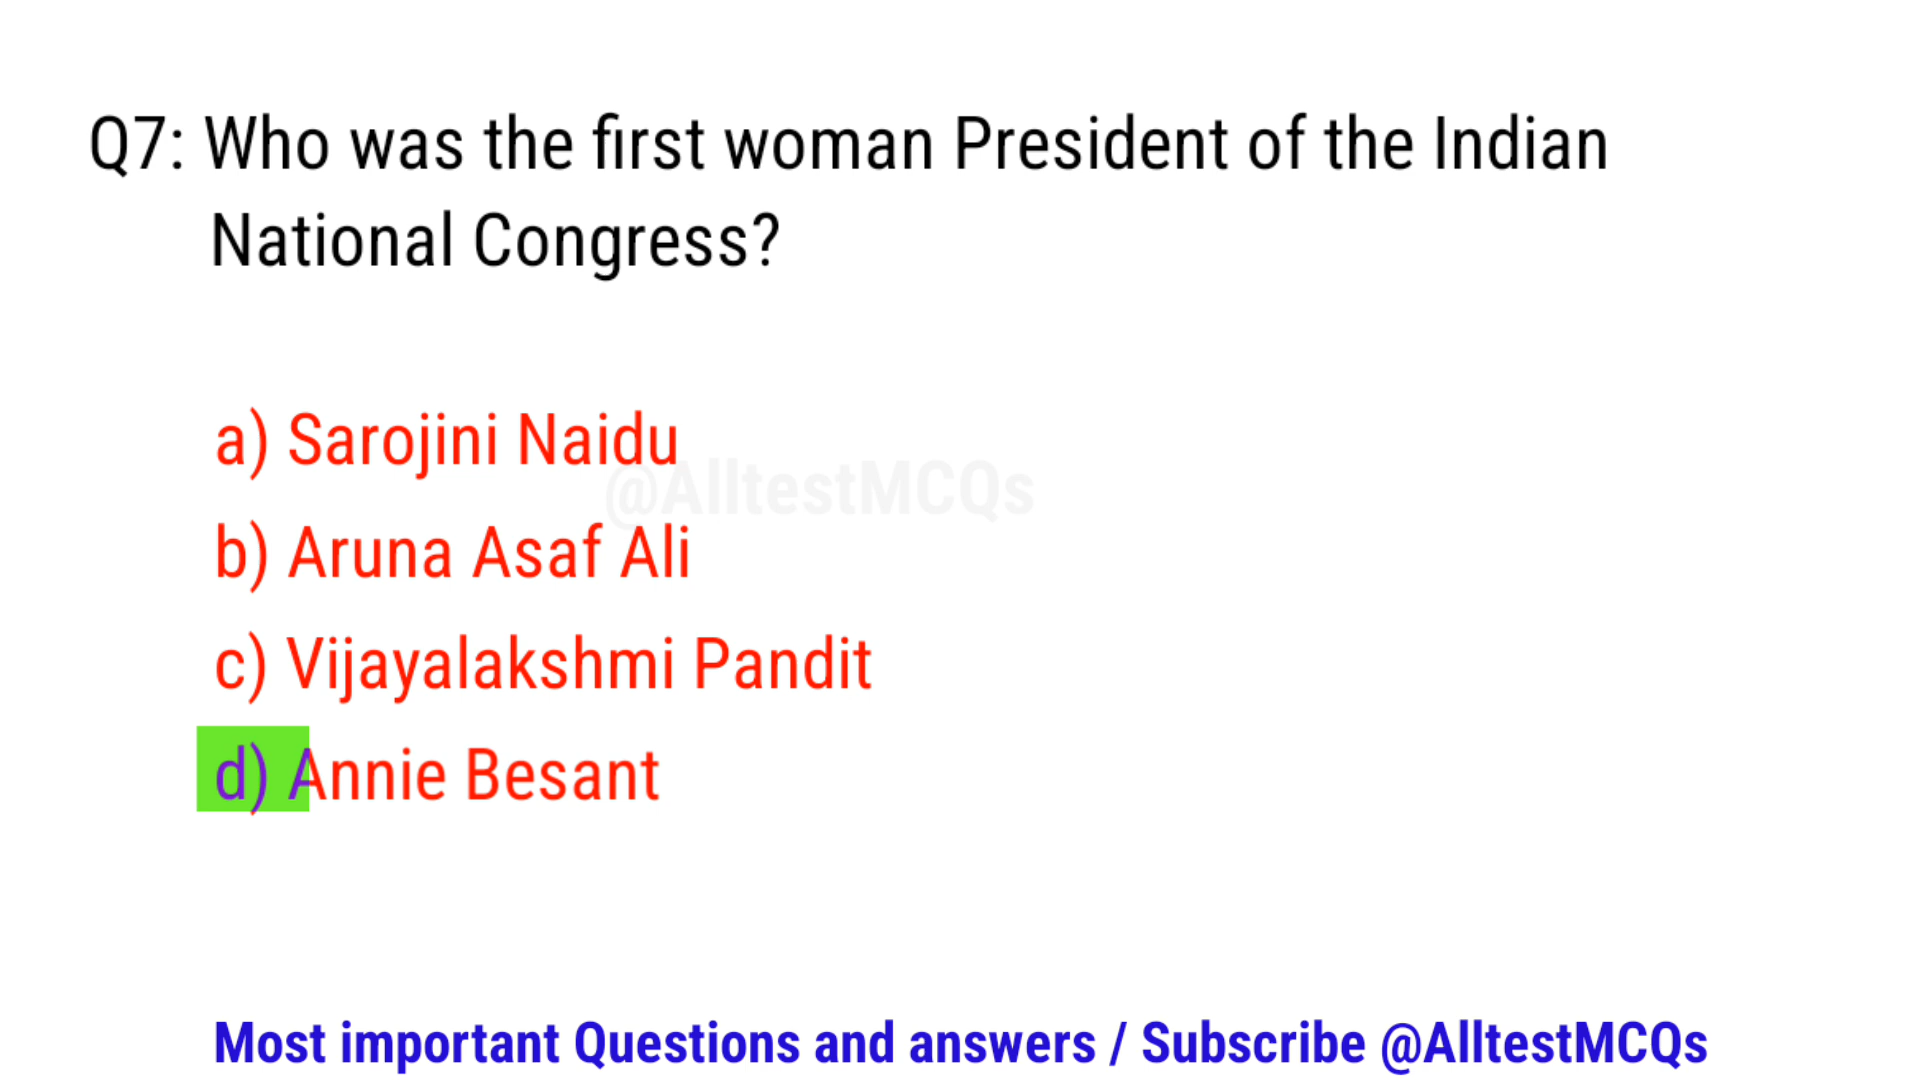 Q7: Who was the first woman President of the Indian
National Congress?
a) Sarojini Naidu
@AlltestMCQs
b) Aruna Asaf Ali
c) Vijayalakshmi Pandit
d) Annie Besant
Most important Questions and answers / Subscribe @AlltestMCQs